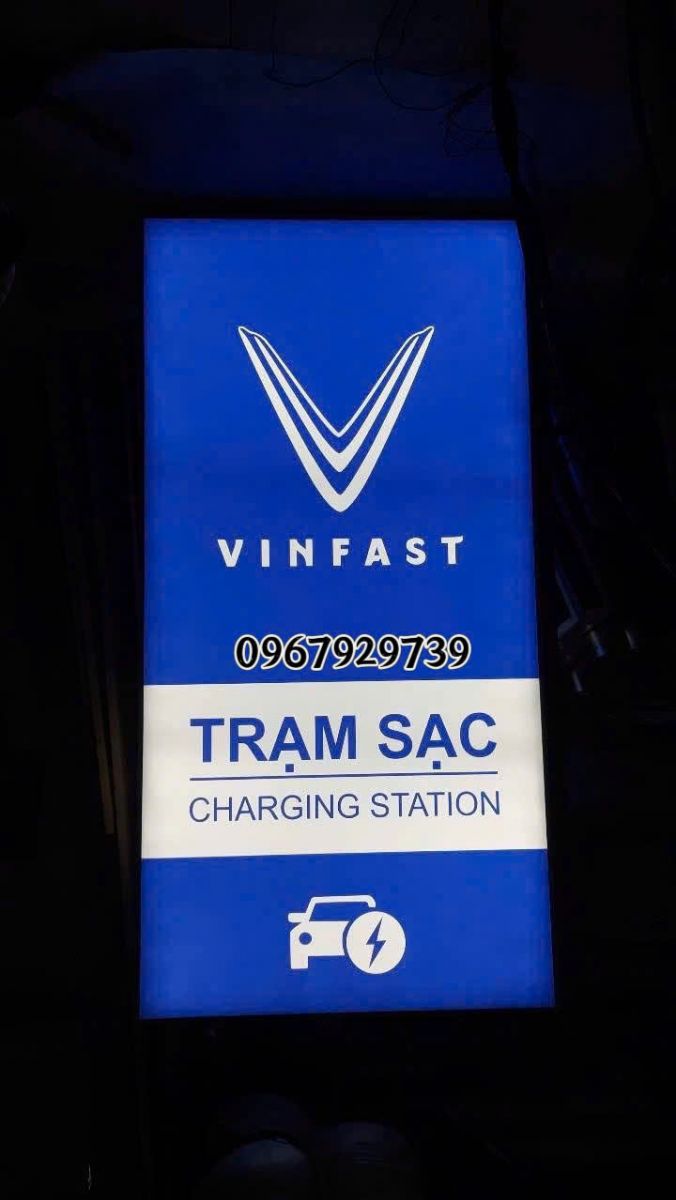 VINFAST
0967929739
TRẠM SẠC
CHARGING STATION